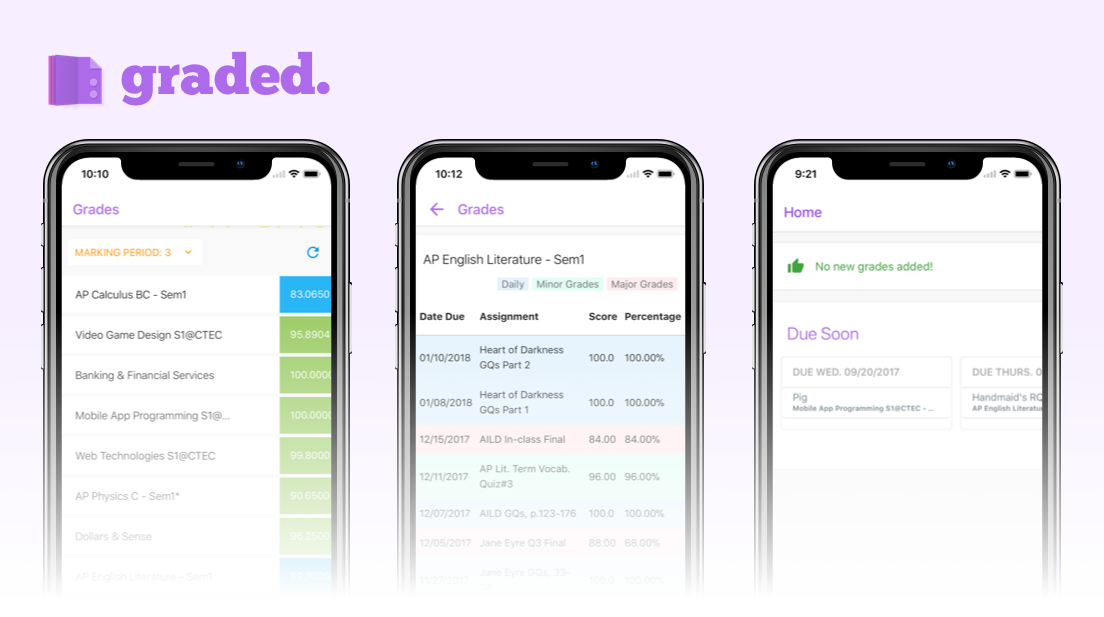 graded.
10:10
Grades
MARKING PERIOD: 3
AP Calculus BC - Sem1 83.0650
Video Game Design S1@CTEC 95.8904
Banking & Financial Services 100.0000
Mobile App Programming S1@... 100.0000
Web Technologies S1@CTEC 99.8000
AP Physics C - Sem1* 90.6500
Dollars & Sense 96.2500
AP English Literature - Sem1
10:12
Grades
AP English Literature - Sem1
Daily Minor Grades Major Grades
Date Due Assignment Score Percentage
01/10/2018 Heart of Darkness 100.0 100.00%
GQs Part 2
01/08/2018 Heart of Darkness 100.0 100.00%
GQs Part 1
12/15/2017 AILD In-class Final 84.00 84.00%
12/11/2017 AP Lit. Term Vocab. 96.00 96.00%
Quiz#3
12/07/2017 AILD GQs, p.123-176 100.0 100.00%
12/05/2017 Jane Eyre Q3 Final 88.00 88.00%
11/27/2017 Jane Eyre GQs, 35- 100.0 100.00%
9:21
Home
No new grades added!
Due Soon
DUE WED. 09/20/2017
Pig
Mobile App Programming S1@CTEC - ...
DUE THURS. 0
Handmaid's RQ
AP English Literatu